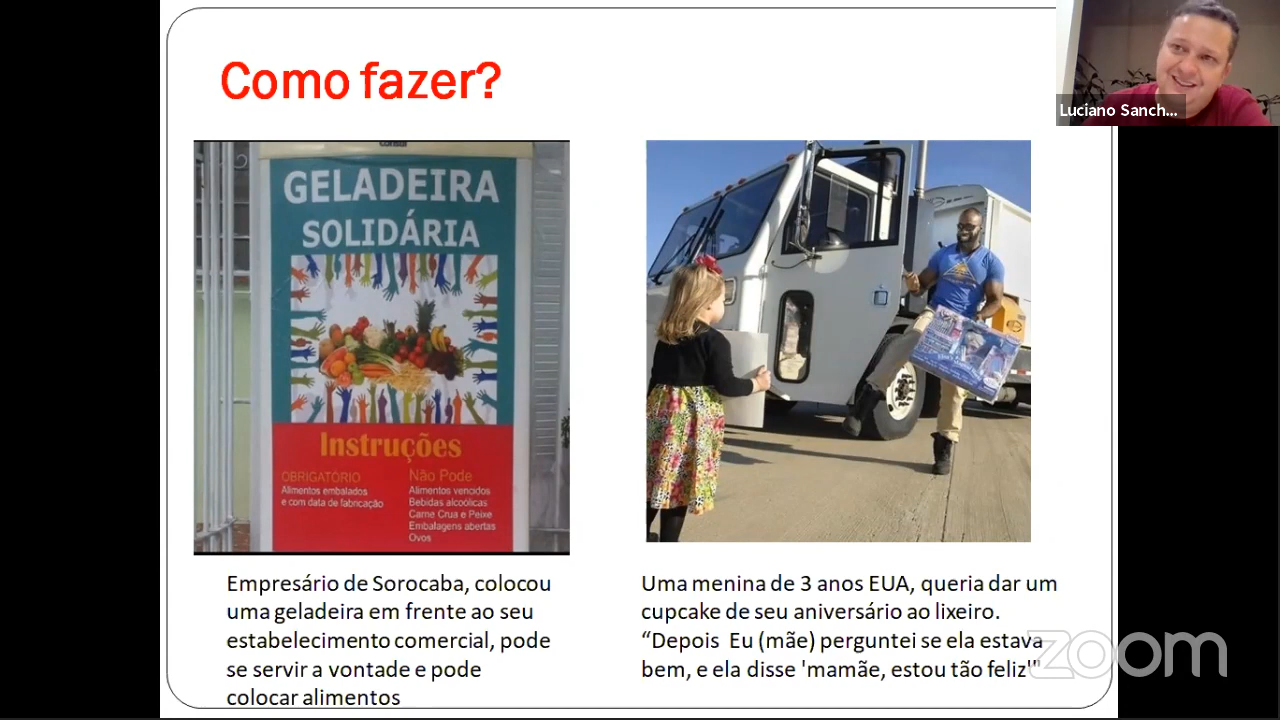 Como fazer?
Luciano Sanch...
Consul
GELADEIRA
SOLIDÁRIA
Instruções
OBRIGATÓRIO
Alimentos embalados
e com data de fabricação
Não Pode
Alimentos vencidos
Bebidas alcoólicas
Carne Crua e Peixe
Embalagens abertas
Ovos
Empresário de Sorocaba, colocou
uma geladeira em frente ao seu
estabelecimento comercial, pode
se servir a vontade e pode
colocar alimentos
Uma menina de 3 anos EUA, queria dar um
cupcake de seu aniversário ao lixeiro.
“Depois Eu (mãe) perguntei se ela estava
bem, e ela disse 'mamãe, estou tão feliz'"
zoom